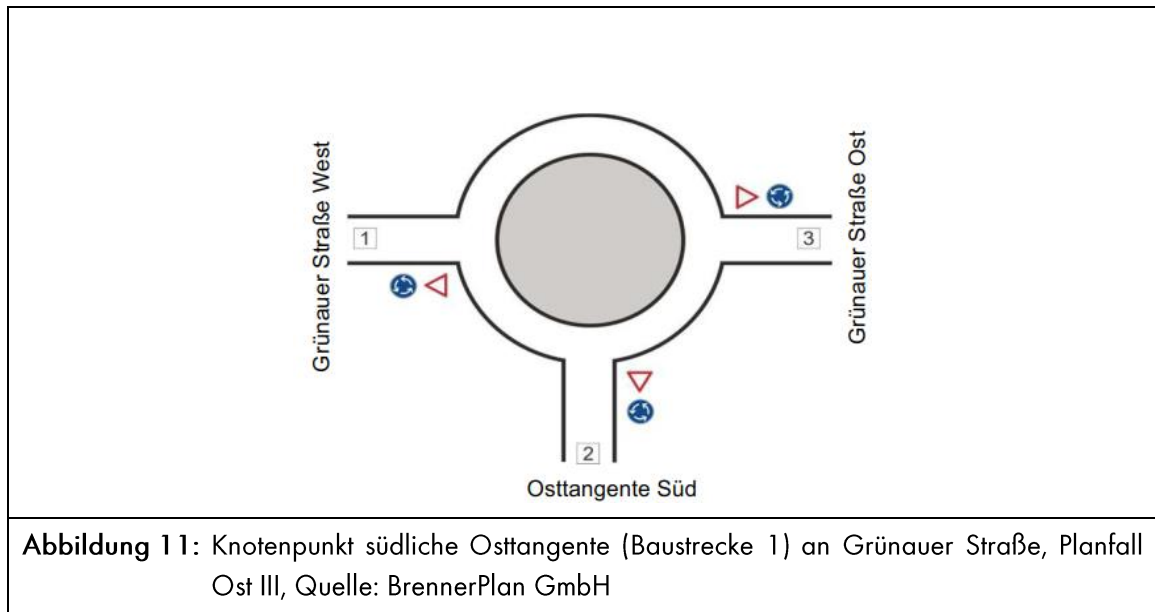 Grünauer Straße West
Grünauer Straße Ost
1
3
2
Osttangente Süd
Abbildung 11: Knotenpunkt südliche Osttangente (Baustrecke 1) an Grünauer Straße, Planfall
Ost III, Quelle: BrennerPlan GmbH